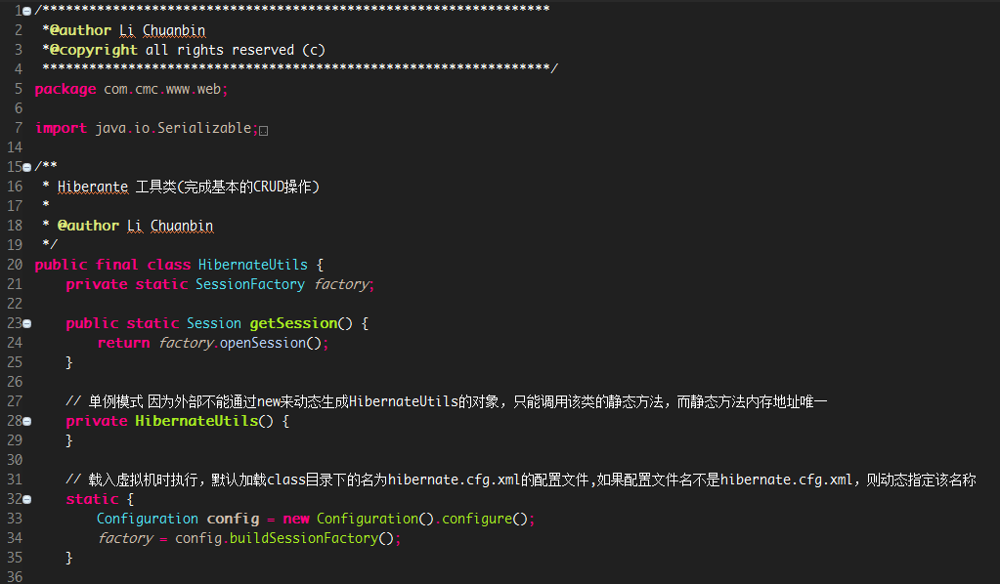 1 /*****************************************************************
2  *@author Li Chuanbin
3  *@copyright all rights reserved (c)
4  *****************************************************************/
5 package com.cmc.www.web;
6
7 import java.io.Serializable;
14
15 /**
16  * Hiberante 工具类(完成基本的CRUD操作)
17  *
18  * @author Li Chuanbin
19  */
20 public final class HibernateUtils {
21     private static SessionFactory factory;
22
23     public static Session getSession() {
24         return factory.openSession();
25     }
26
27     // 单例模式 因为外部不能通过new来动态生成HibernateUtils的对象，只能调用该类的静态方法，而静态方法内存地址唯一
28     private HibernateUtils() {
29     }
30
31     // 载入虚拟机时执行，默认加载class目录下的名为hibernate.cfg.xml的配置文件,如果配置文件名不是hibernate.cfg.xml，则动态指定该名称
32     static {
33         Configuration config = new Configuration().configure();
34         factory = config.buildSessionFactory();
35     }
36